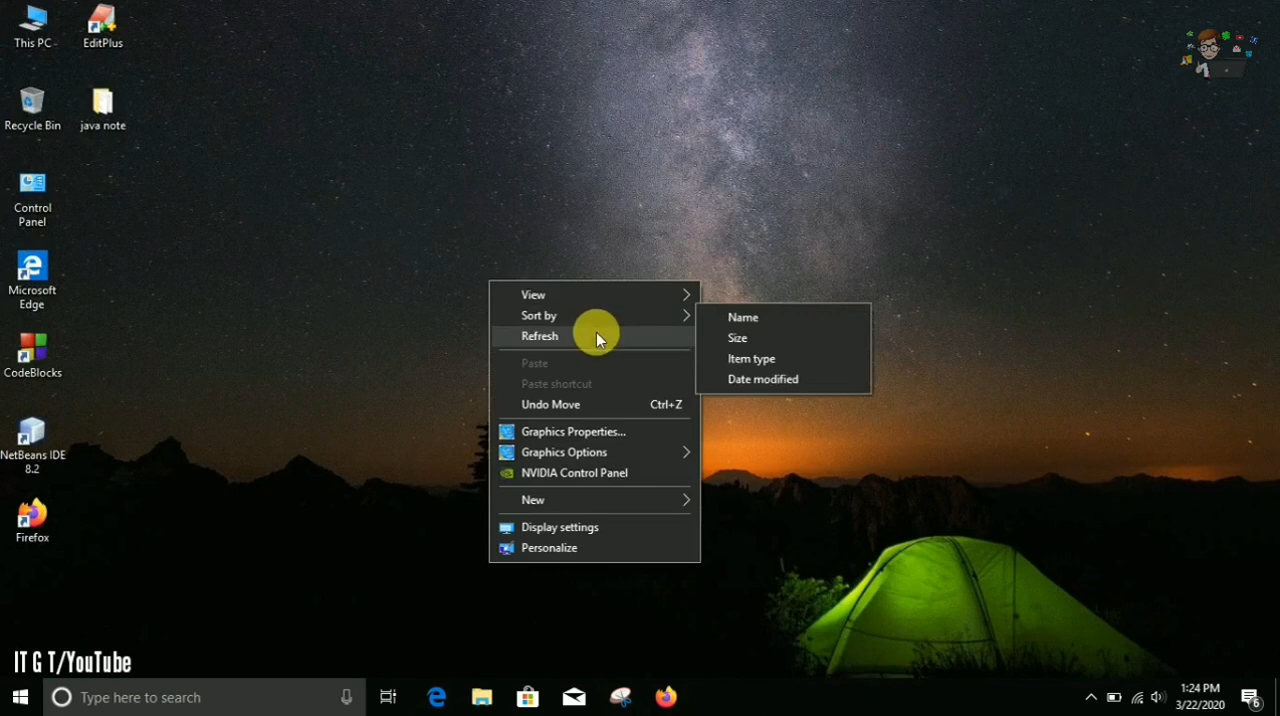 This PC
EditPlus
Recycle Bin
java note
Control
Panel
Microsoft
Edge
CodeBlocks
NetBeans IDE
8.2
Firefox
View
Sort by
Refresh
Paste
Paste shortcut
Undo Move Ctrl+Z
Graphics Properties...
Graphics Options
NVIDIA Control Panel
New
Display settings
Personalize
Name
Size
Item type
Date modified
IT G T/YouTube
Type here to search
1:24 PM
3/22/2020
6